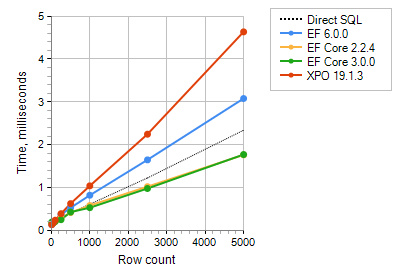 5
4
3
2
1
0
Time, milliseconds
0
1000
2000
3000
4000
5000
Row count
Direct SQL
EF 6.0.0
EF Core 2.2.4
EF Core 3.0.0
XPO 19.1.3